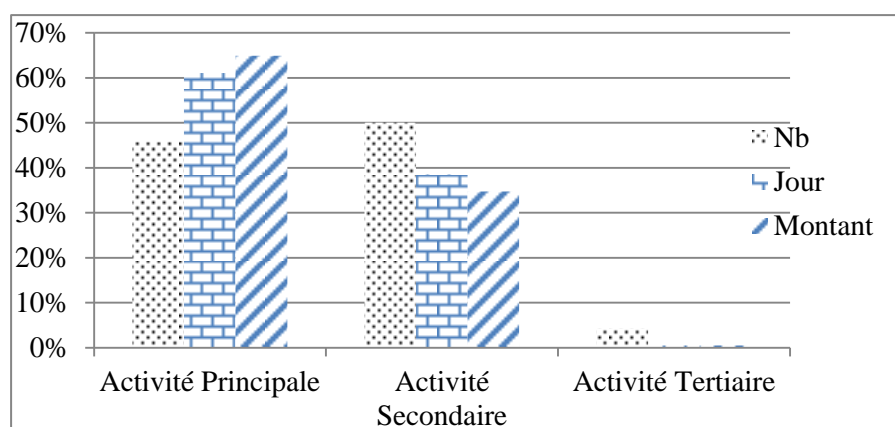 70%
60%
50%
40%
30%
20%
10%
0%
Activité Principale
Activité
Secondaire
Activité Tertiaire
Nb
Jour
Montant